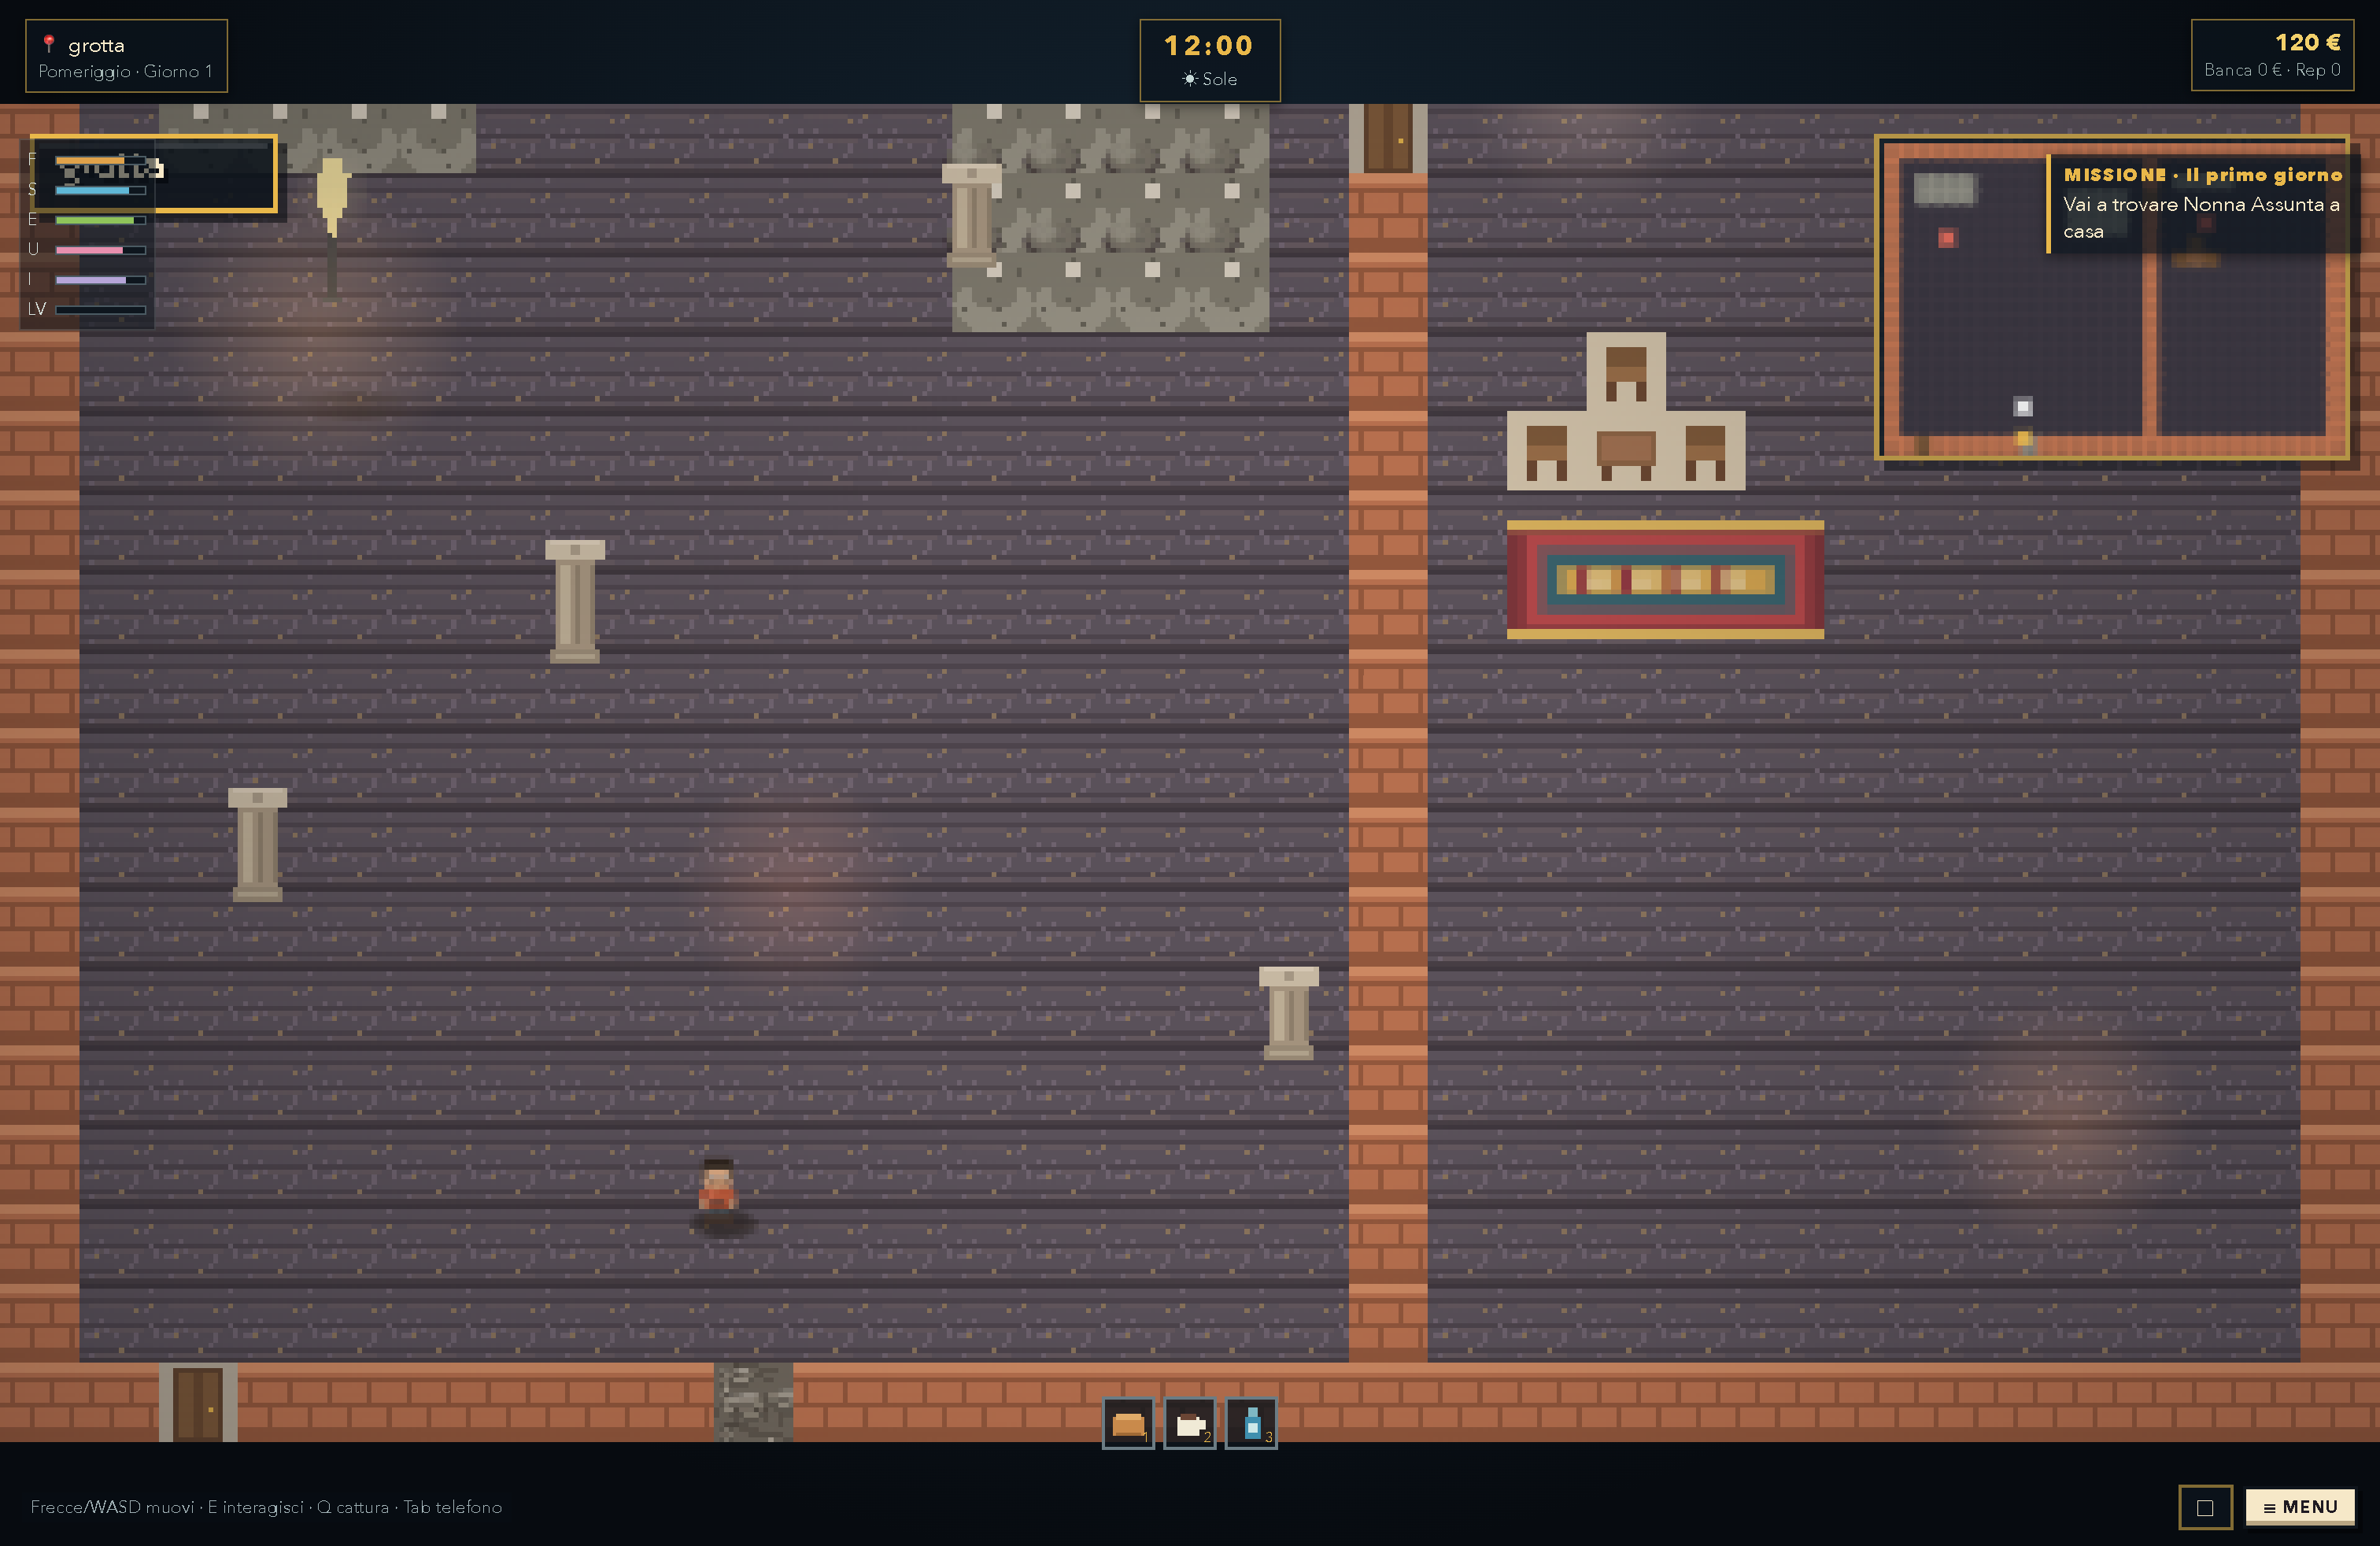 grotta
Pomeriggio · Giorno 1
12:00
Sole
120 €
Banca 0 € · Rep 0
F
S
E
U
I
LV
MISSIONE · Il primo giorno
Vai a trovare Nonna Assunta a
casa
1
2
3
Frecce/WASD muovi · E interagisci · Q cattura · Tab telefono
≡ MENU